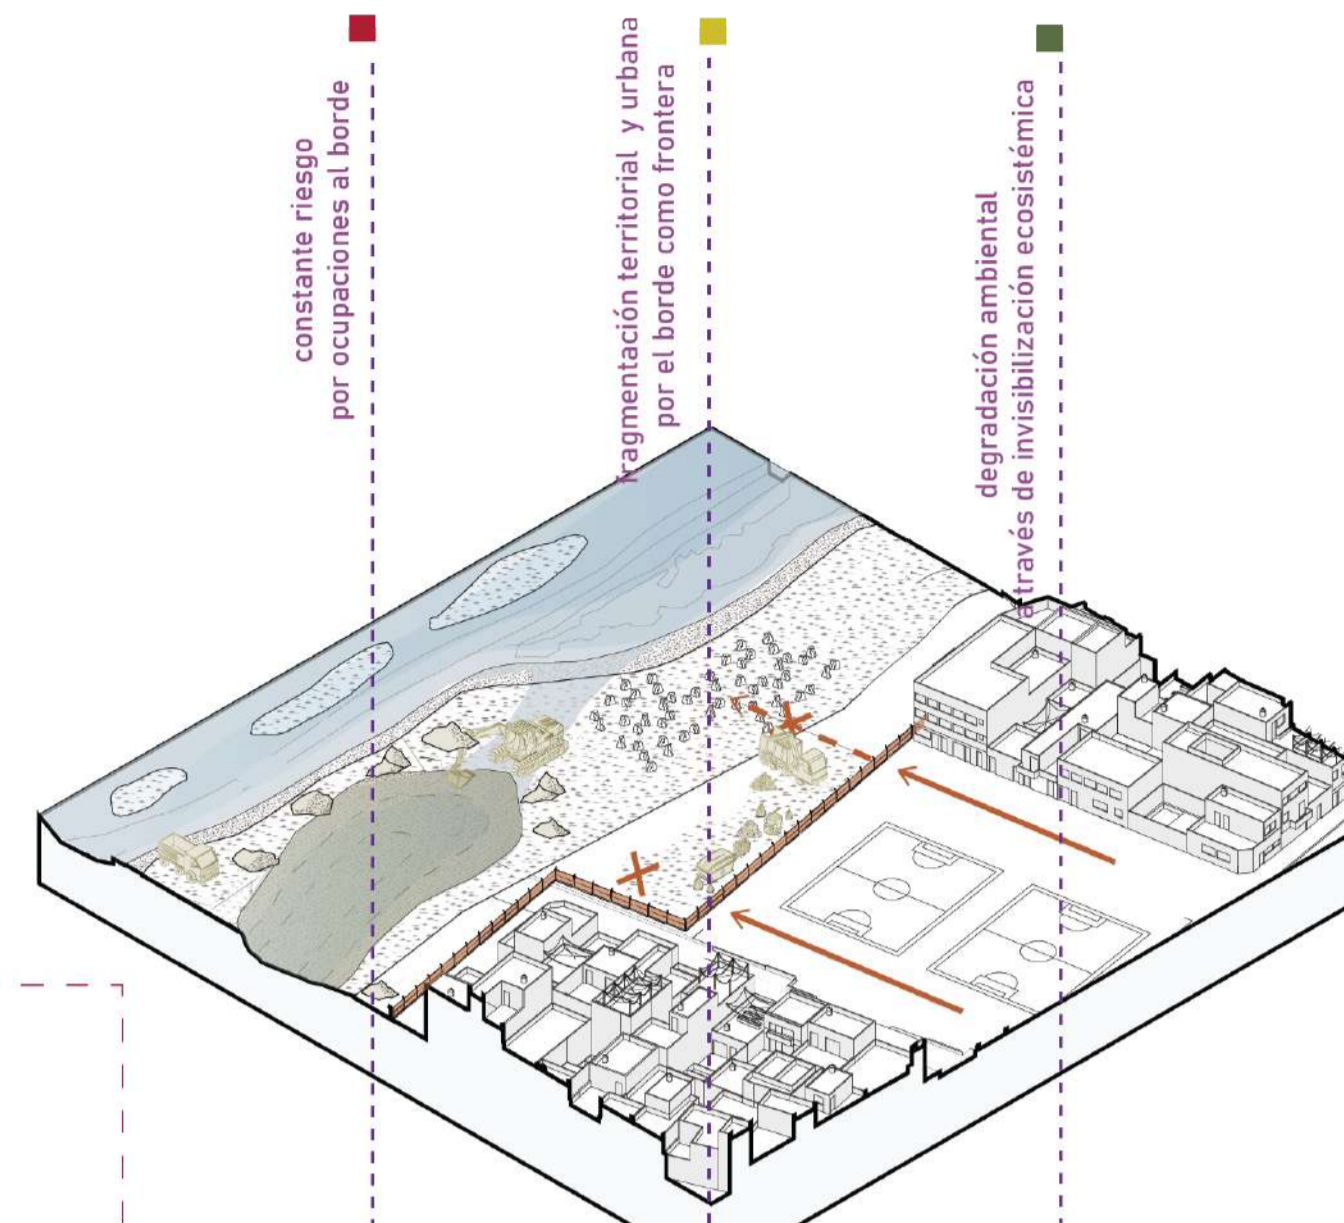 constante riesgo
por ocupaciones al borde
fragmentación territorial y urbana
por el borde como frontera
degradación ambiental
a través de invisibilización ecosistémica